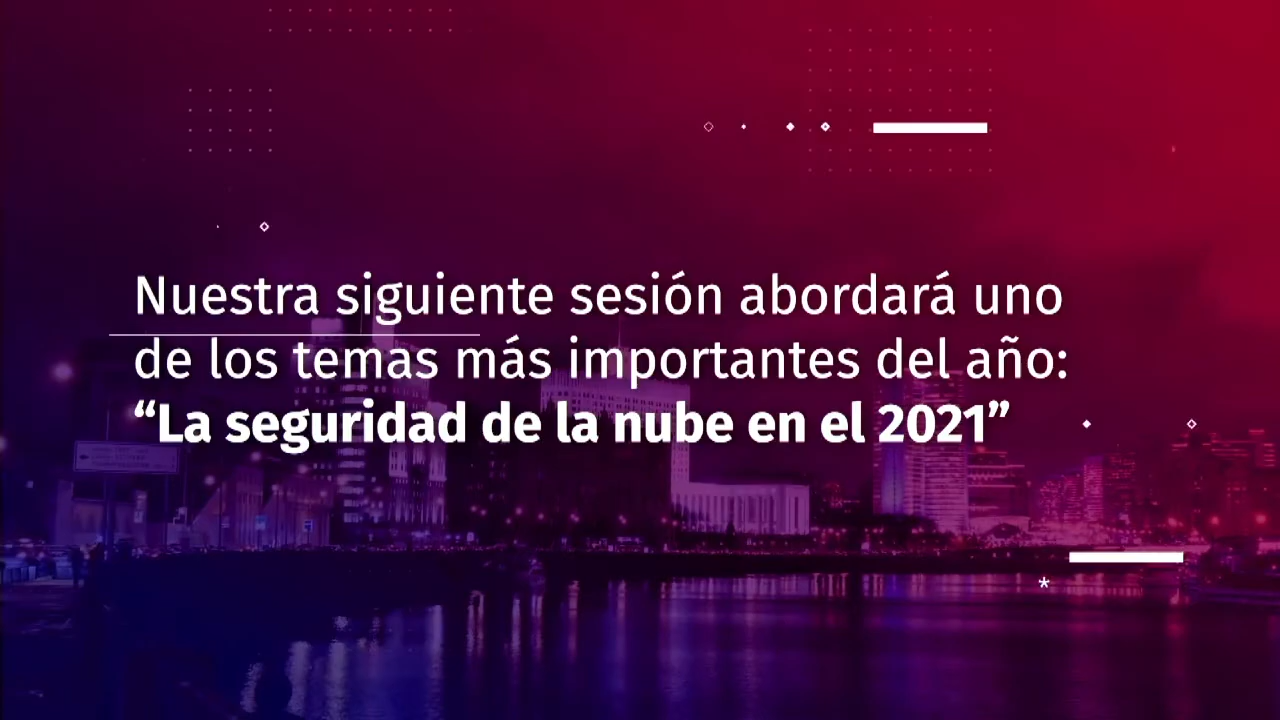 Nuestra siguiente sesión abordará uno
de los temas más importantes del año:
“La seguridad de la nube en el 2021”